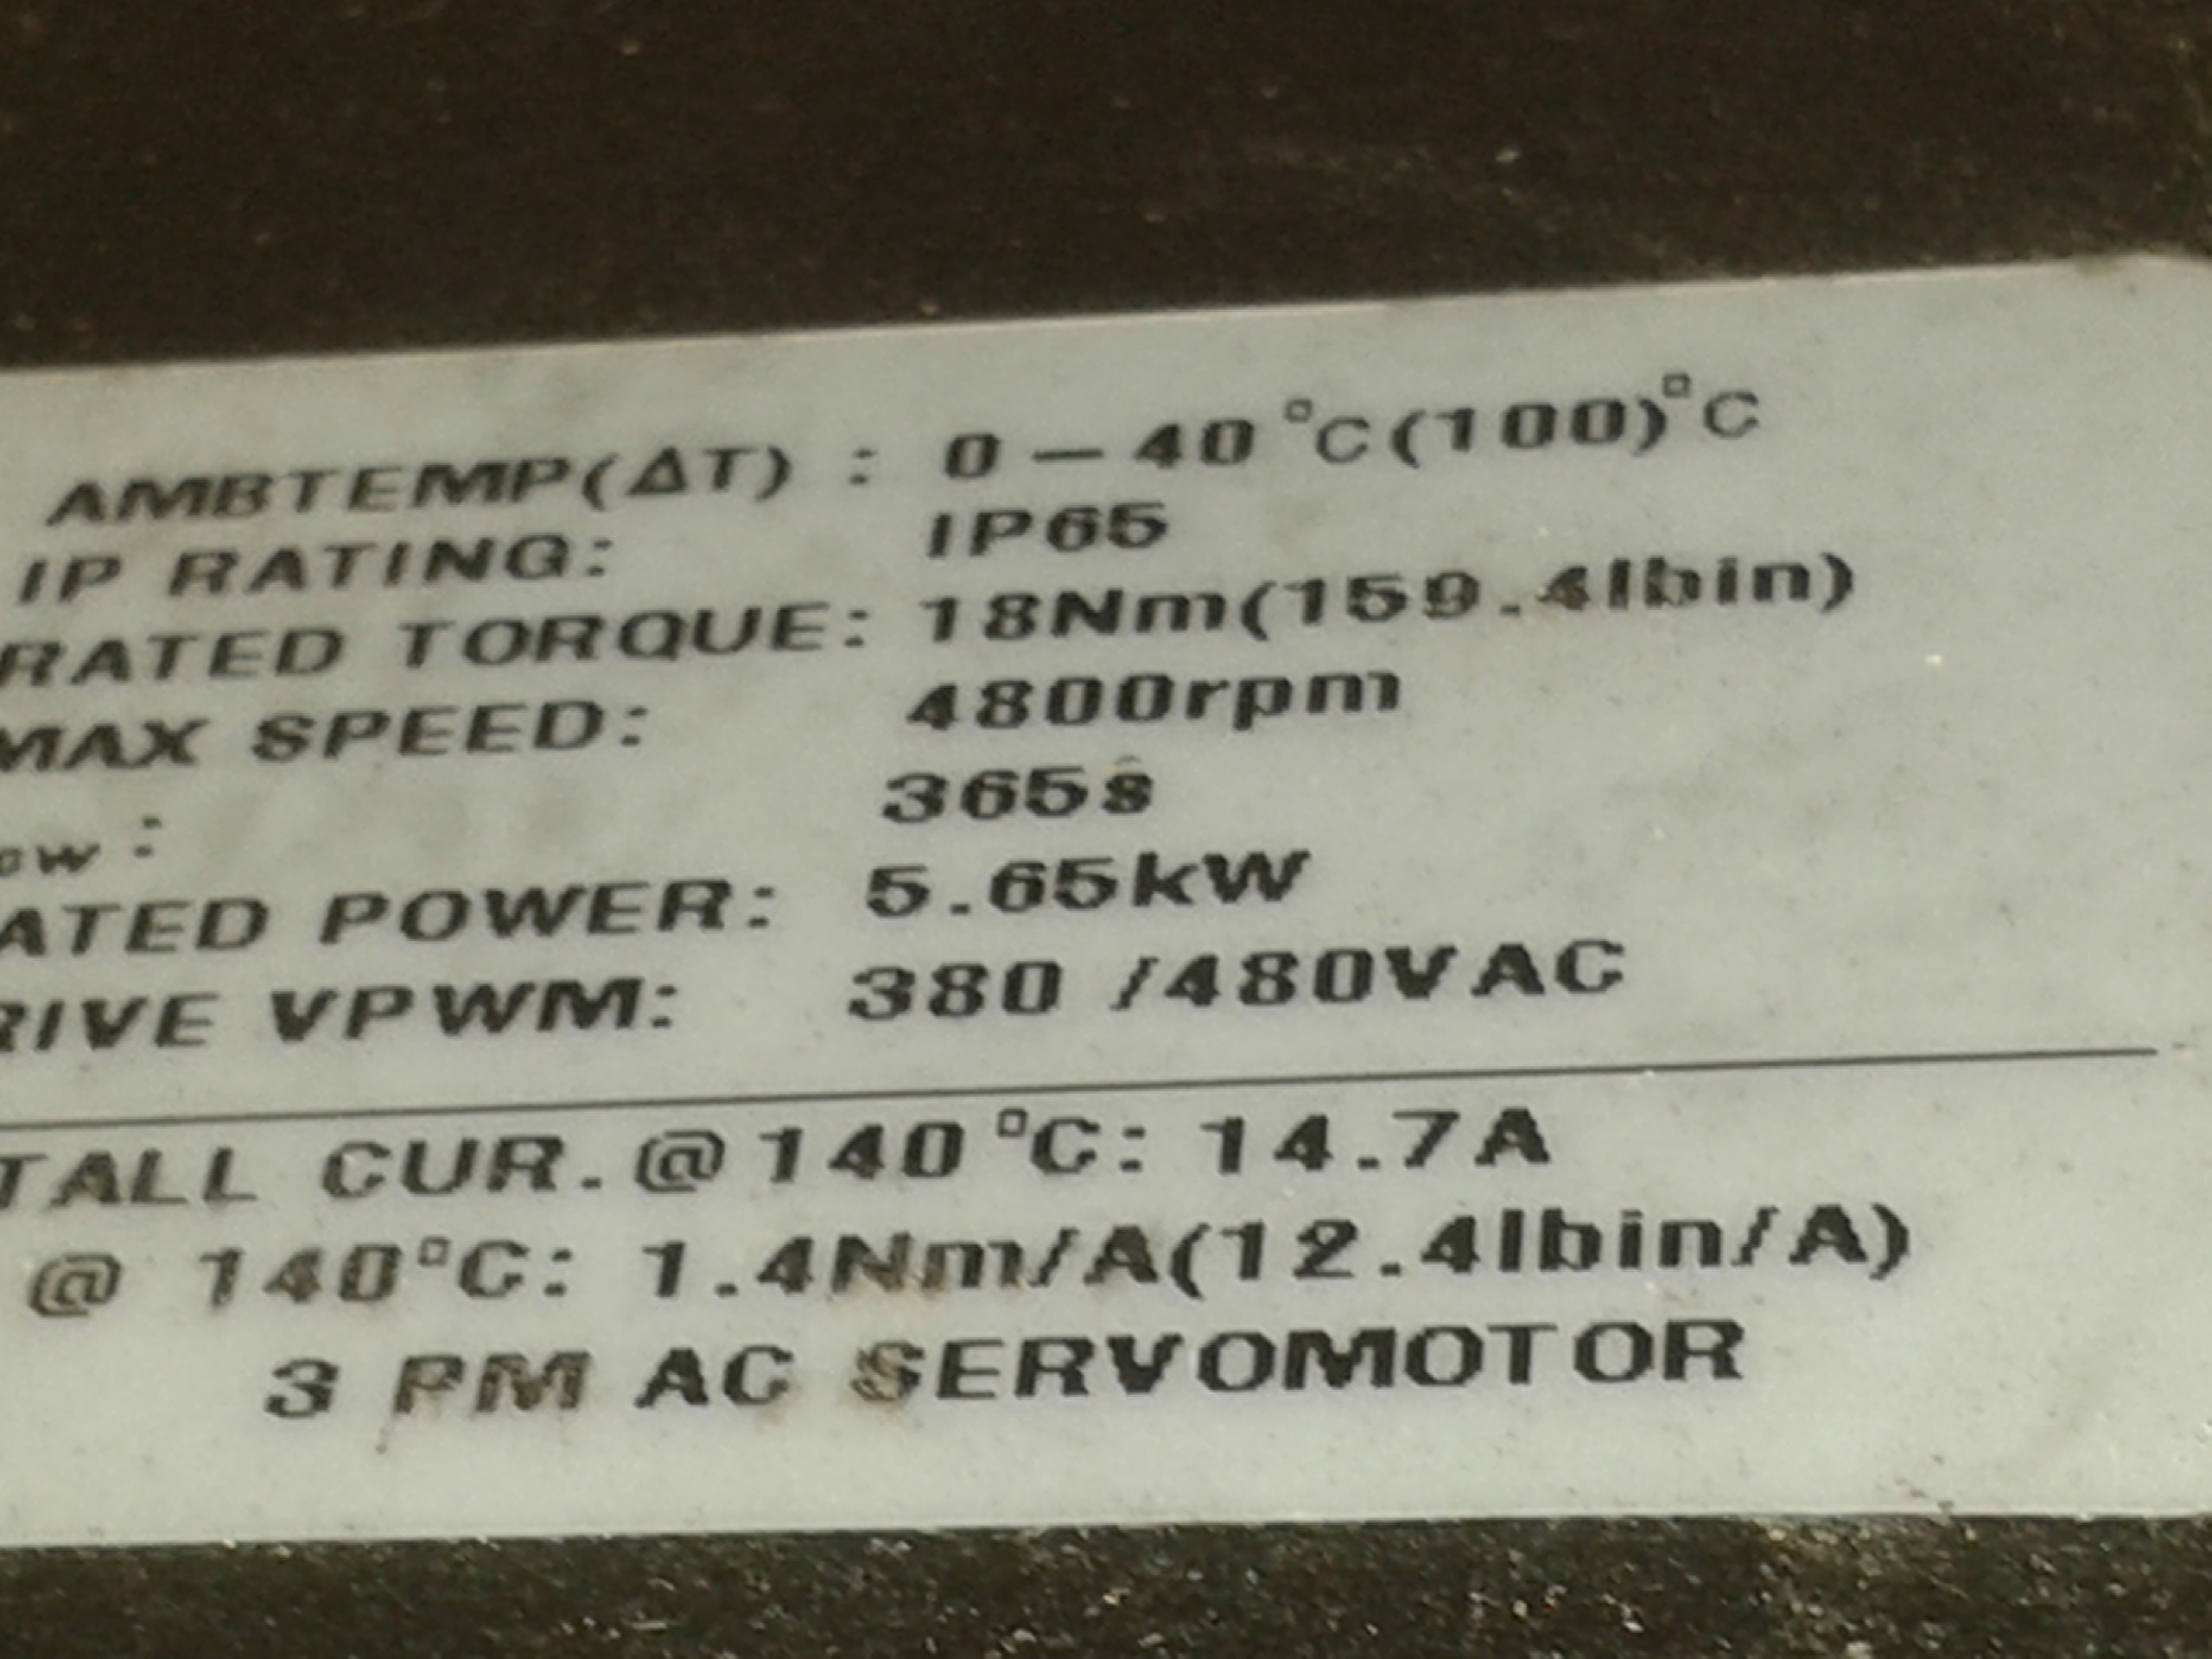 AMBTEMP(ΔT) : 0 – 40 °C(100)°C
IP RATING: IP65
RATED TORQUE: 18Nm(159.4lbin)
MAX SPEED: 4800rpm
ow : 365s
ATED POWER: 5.65kW
RIVE VPWM: 380 /480VAC
TALL CUR.@140°C: 14.7A
@ 140°C: 1.4Nm/A(12.4lbin/A)
3 PM AC SERVOMOTOR